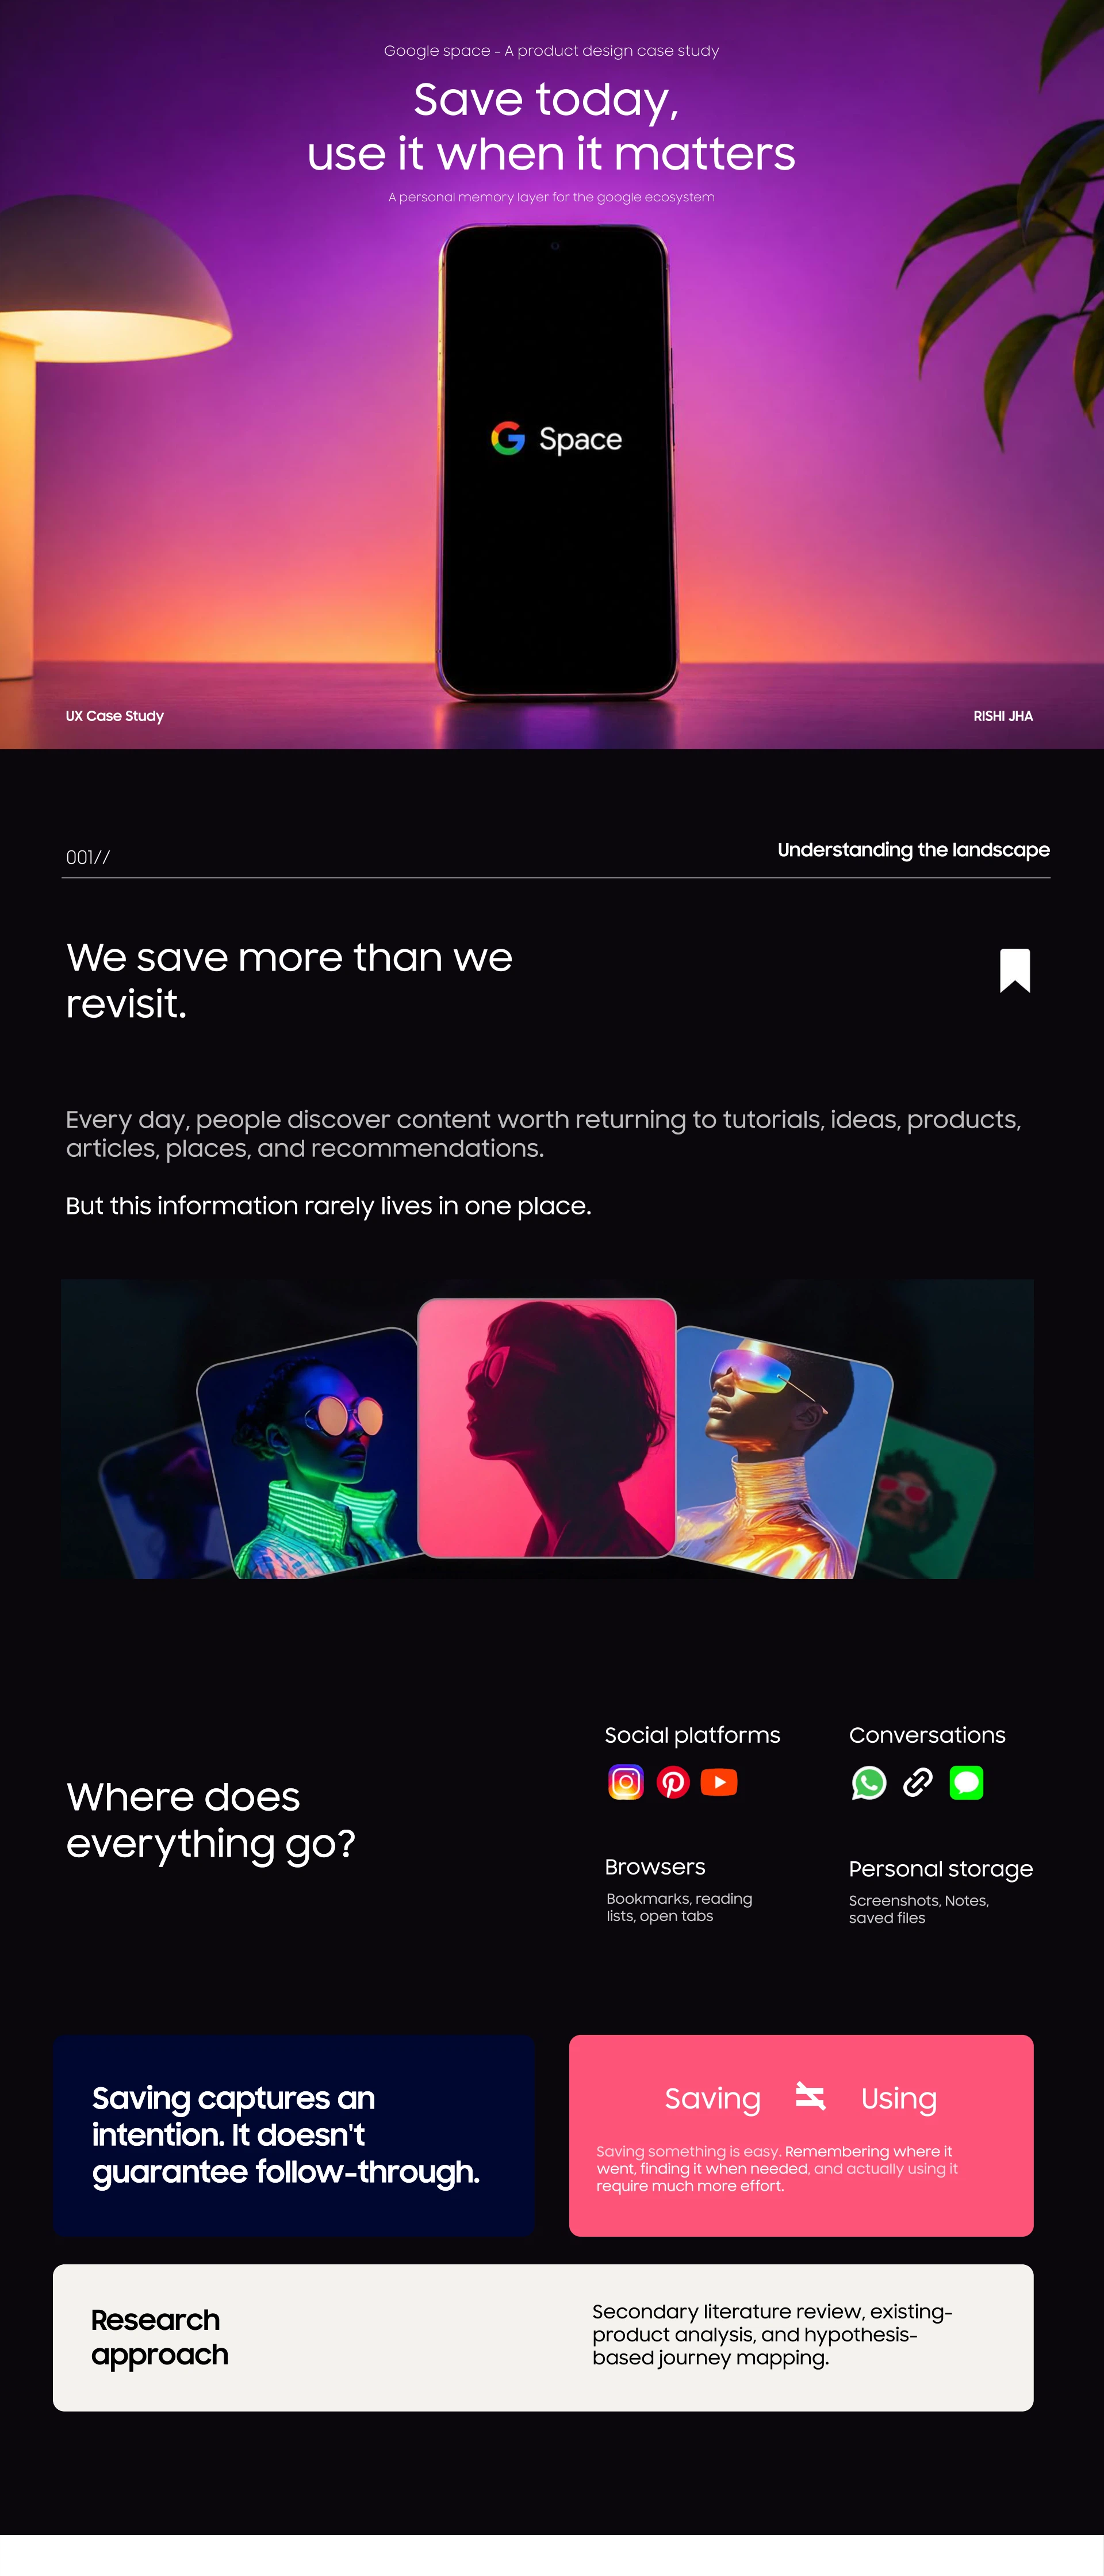 Google space - A product design case study
Save today,
use it when it matters
A personal memory layer for the google ecosystem
G Space
UX Case Study
RISHI JHA
001//
Understanding the landscape
We save more than we
revisit.
Every day, people discover content worth returning to tutorials, ideas, products,
articles, places, and recommendations.
But this information rarely lives in one place.
Where does
everything go?
Social platforms
Conversations
Browsers
Bookmarks, reading
lists, open tabs
Personal storage
Screenshots, Notes,
saved files
Saving captures an
intention. It doesn't
guarantee follow-through.
Saving ≠ Using
Saving something is easy. Remembering where it
went, finding it when needed, and actually using it
require much more effort.
Research
approach
Secondary literature review, existing-
product analysis, and hypothesis-
based journey mapping.